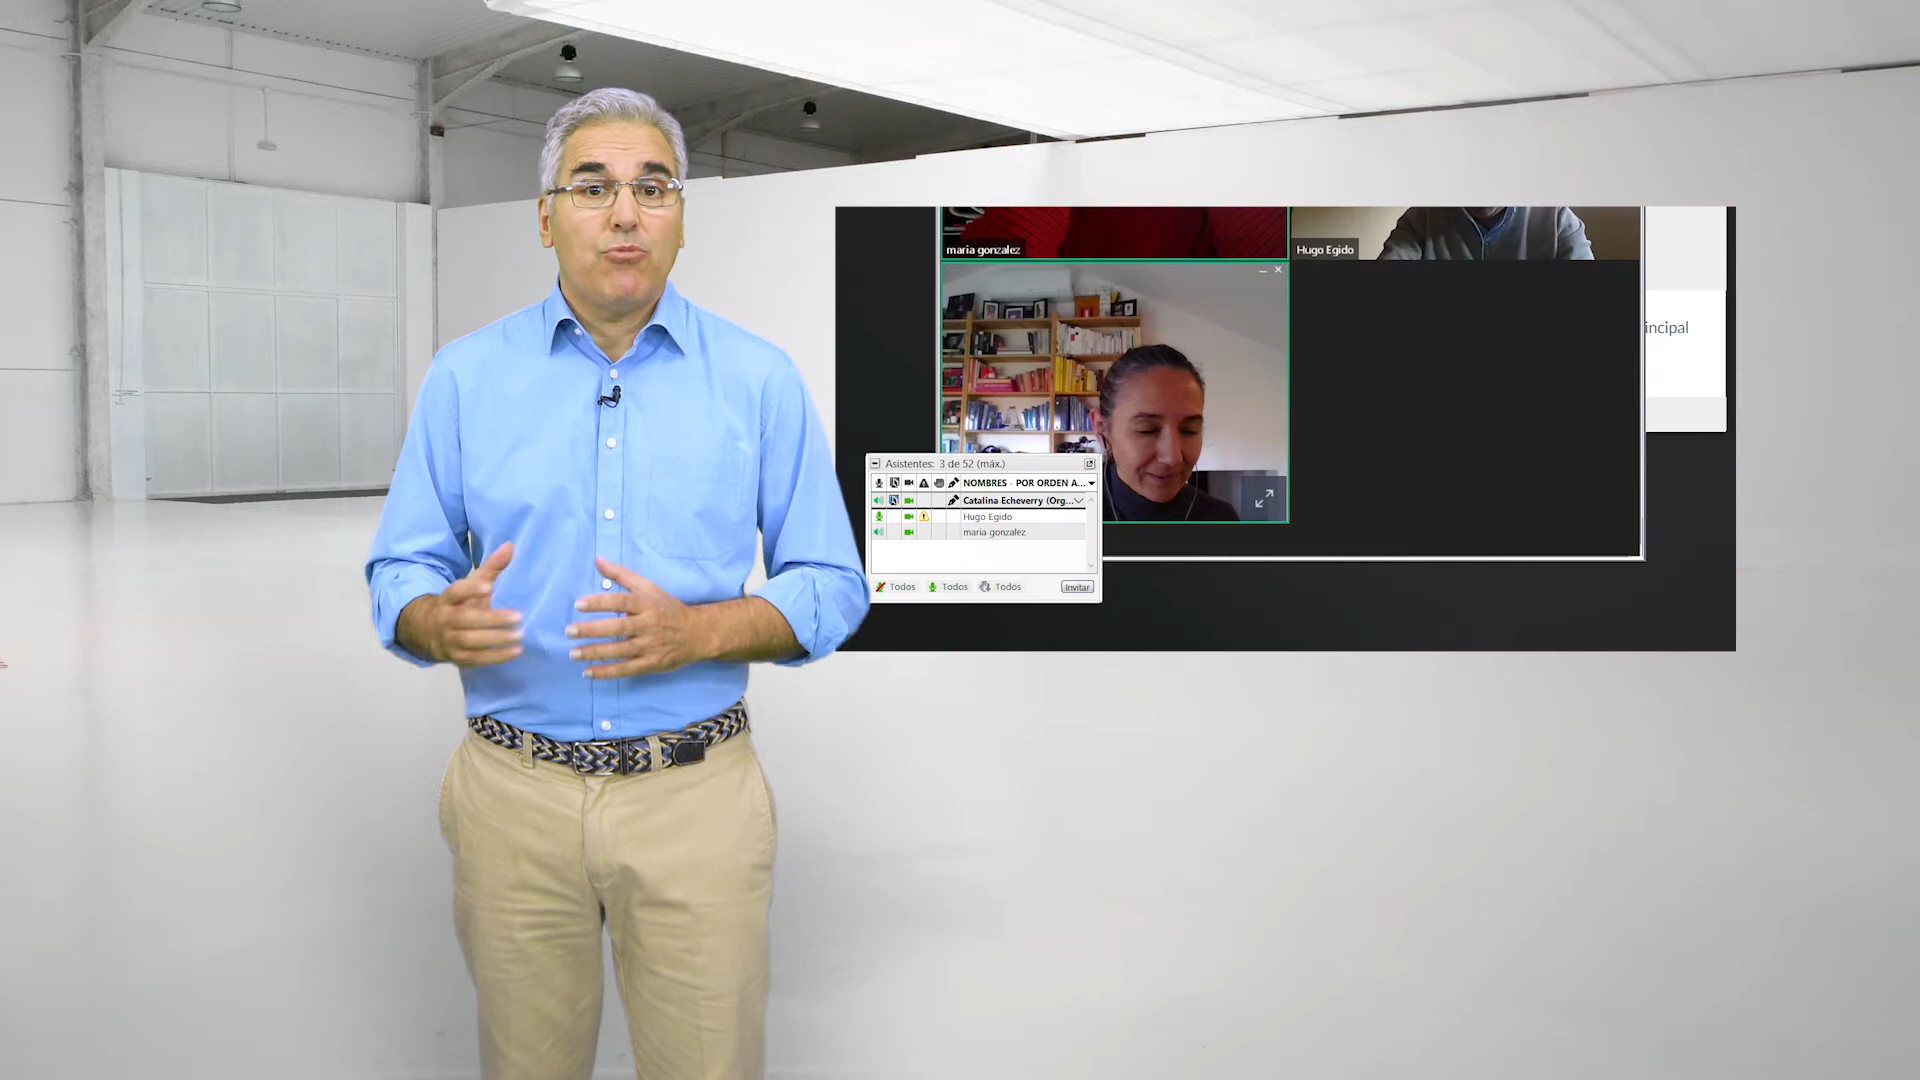 maria gonzalez
Hugo Egido
incipal
Asistentes: 3 de 52 (máx.)
NOMBRES - POR ORDEN A...
Catalina Echeverry (Org...
Hugo Egido
maria gonzalez
Todos
Todos
Todos
Invitar